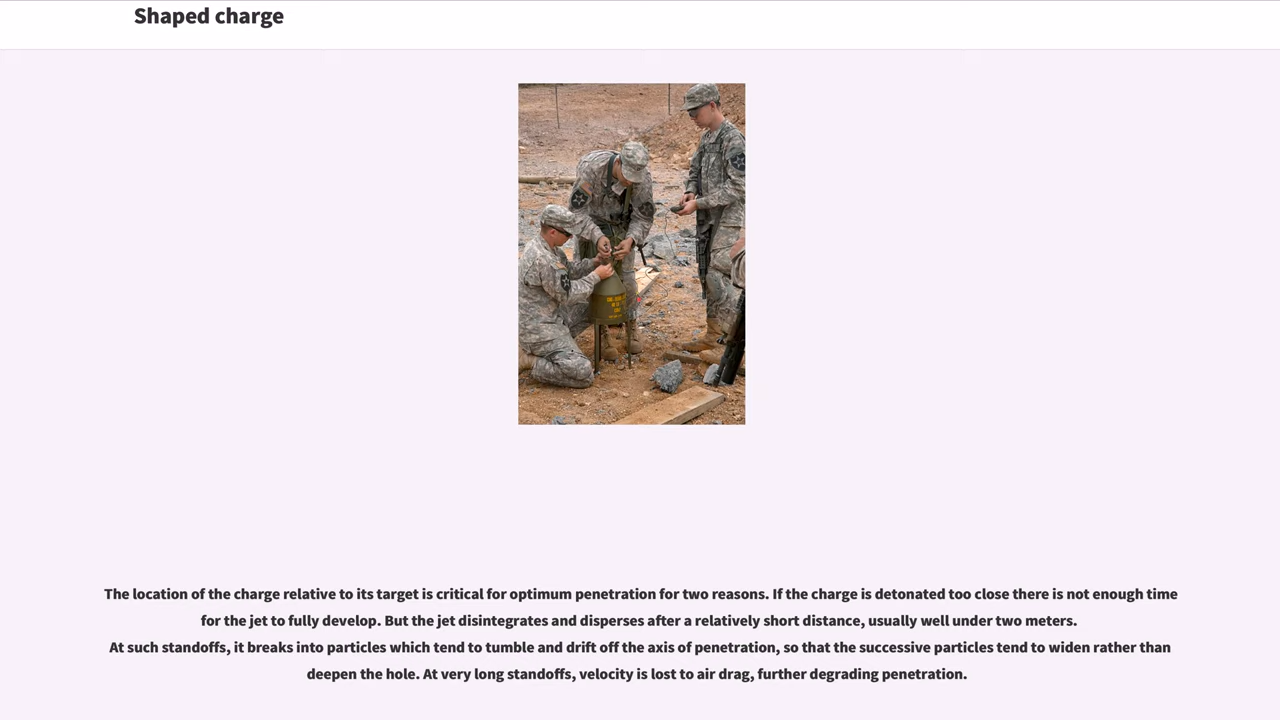 Shaped charge
The location of the charge relative to its target is critical for optimum penetration for two reasons. If the charge is detonated too close there is not enough time
for the jet to fully develop. But the jet disintegrates and disperses after a relatively short distance, usually well under two meters.
At such standoffs, it breaks into particles which tend to tumble and drift off the axis of penetration, so that the successive particles tend to widen rather than
deepen the hole. At very long standoffs, velocity is lost to air drag, further degrading penetration.